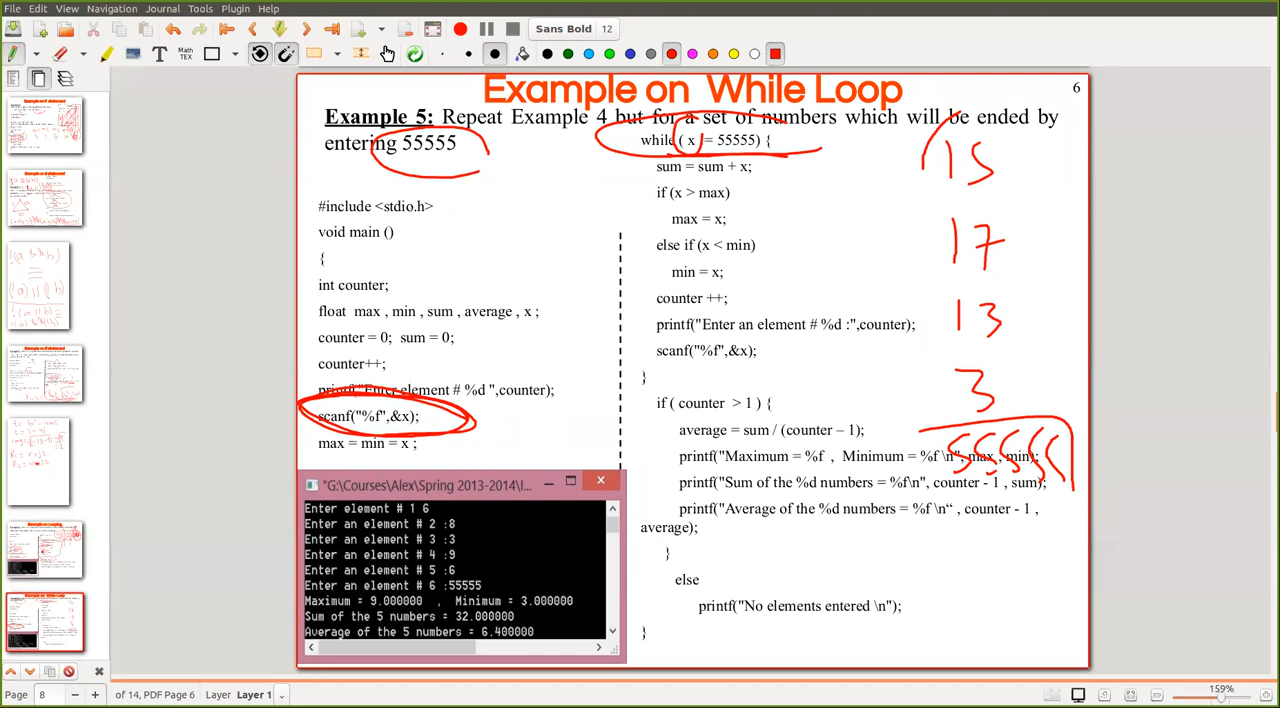 File Edit View Navigation Journal Tools Plugin Help
Sans Bold 12
T Math TEX
Example on While Loop
6
Example 5: Repeat Example 4 but for a set of numbers which will be ended by
entering 55555
#include <stdio.h>
void main ()
{
int counter;
float max , min , sum , average , x ;
counter = 0; sum = 0;
counter++;
printf("Enter element # %d ",counter);
scanf("%f",&x);
max = min = x ;
while ( x != 55555) {
sum = sum + x;
if (x > max)
max = x;
else if (x < min)
min = x;
counter ++;
printf("Enter an element # %d :",counter);
scanf("%f",&x);
}
if ( counter > 1 ) {
average = sum / (counter – 1);
printf("Maximum = %f , Minimum = %f \n", max , min);
printf("Sum of the %d numbers = %f\n", counter - 1 , sum);
printf("Average of the %d numbers = %f \n“ , counter - 1 ,
average);
}
else
printf("No elements entered \n");
}
15
17
13
3
55555
"G:\Courses\Alex\Spring 2013-2014\I...
Enter element # 1 6
Enter an element # 2 :8
Enter an element # 3 :3
Enter an element # 4 :9
Enter an element # 5 :6
Enter an element # 6 :55555
Maximum = 9.000000 , Minimum = 3.000000
Sum of the 5 numbers = 32.000000
Average of the 5 numbers = 6.400000
Page 8 of 14, PDF Page 6 Layer Layer 1
159%